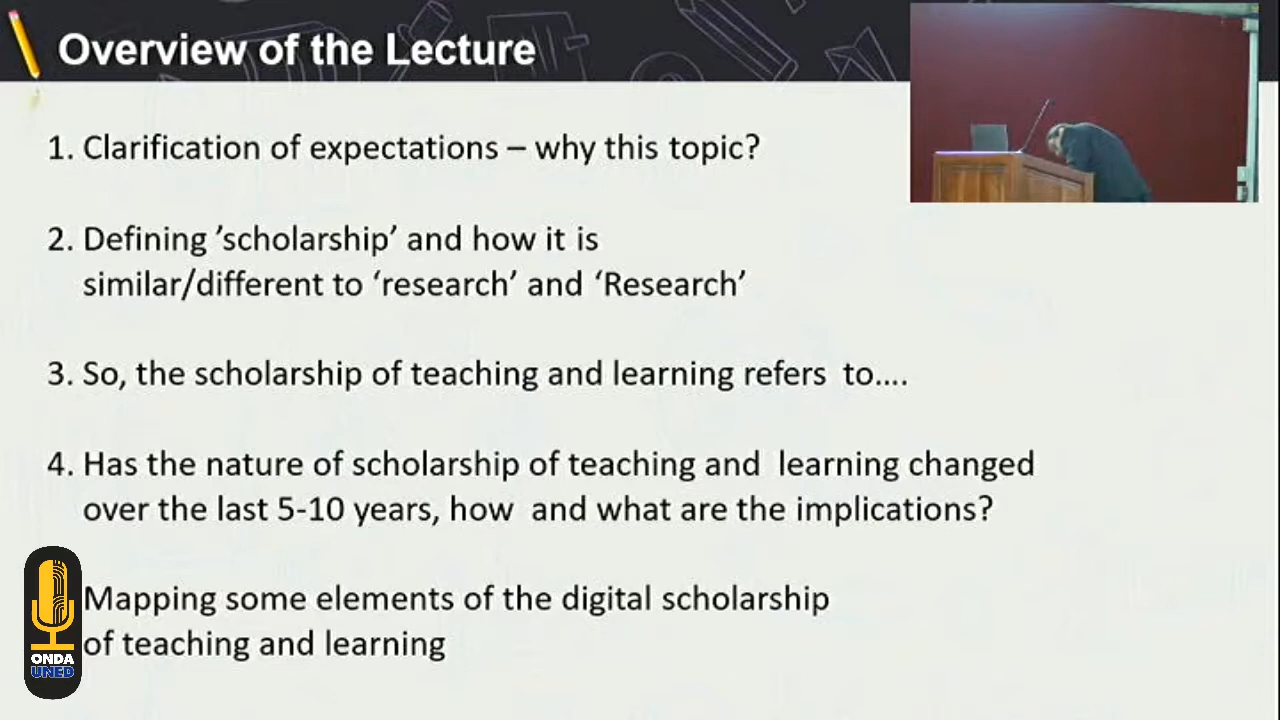 Overview of the Lecture
1. Clarification of expectations – why this topic?
2. Defining ’scholarship’ and how it is
similar/different to ‘research’ and ‘Research’
3. So, the scholarship of teaching and learning refers to....
4. Has the nature of scholarship of teaching and learning changed
over the last 5-10 years, how and what are the implications?
Mapping some elements of the digital scholarship
of teaching and learning
ONDA
UNED